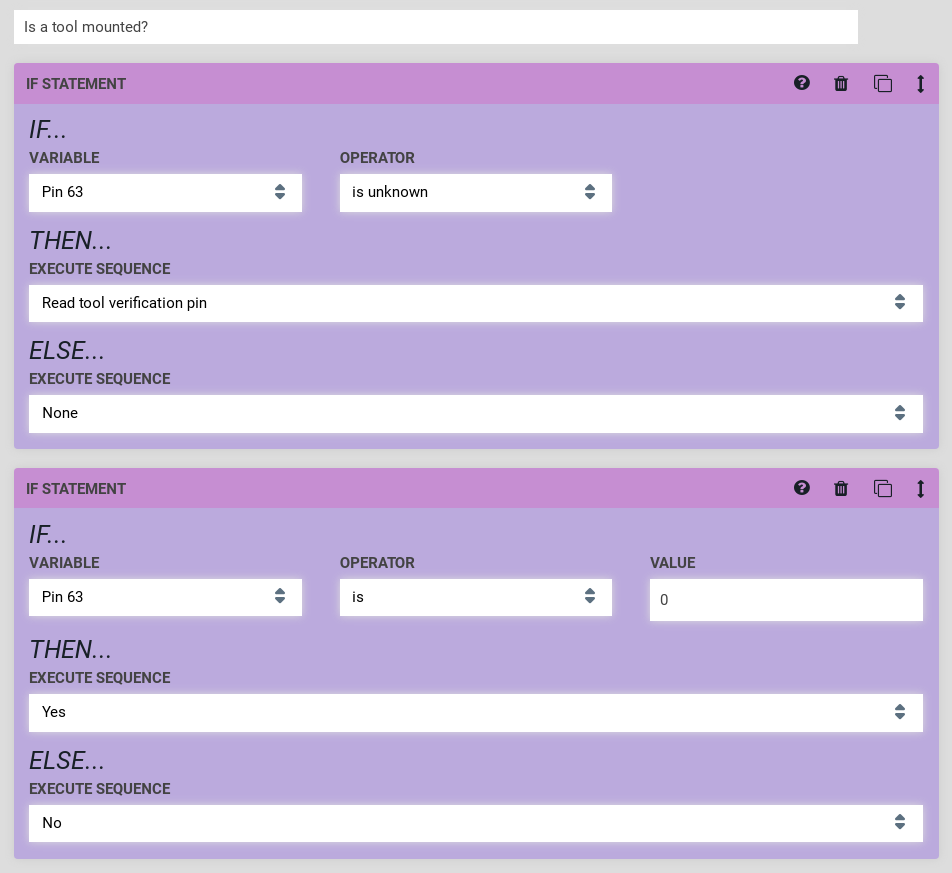 Is a tool mounted?
IF STATEMENT
IF...
VARIABLE OPERATOR
Pin 63 is unknown
THEN...
EXECUTE SEQUENCE
Read tool verification pin
ELSE...
EXECUTE SEQUENCE
None
IF STATEMENT
IF...
VARIABLE OPERATOR VALUE
Pin 63 is 0
THEN...
EXECUTE SEQUENCE
Yes
ELSE...
EXECUTE SEQUENCE
No